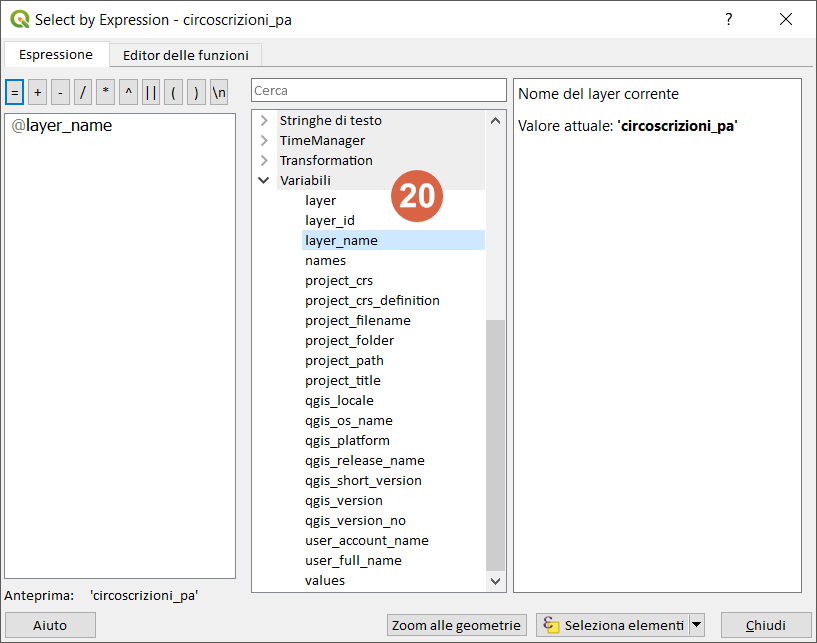 Select by Expression - circoscrizioni_pa
?
Espressione
Editor delle funzioni
= + - / * ^ || ( ) \n
@layer_name
Cerca
Stringhe di testo
TimeManager
Transformation
Variabili
20
layer
layer_id
layer_name
names
project_crs
project_crs_definition
project_filename
project_folder
project_path
project_title
qgis_locale
qgis_os_name
qgis_platform
qgis_release_name
qgis_short_version
qgis_version
qgis_version_no
user_account_name
user_full_name
values
Nome del layer corrente
Valore attuale: 'circoscrizioni_pa'
Anteprima: 'circoscrizioni_pa'
Aiuto
Zoom alle geometrie
Seleziona elementi
Chiudi